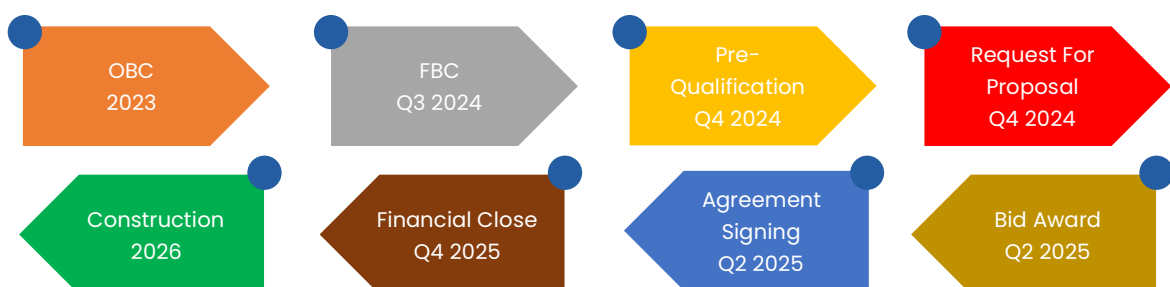 OBC
2023
FBC
Q3 2024
Pre-
Qualification
Q4 2024
Request For
Proposal
Q4 2024
Construction
2026
Financial Close
Q4 2025
Agreement
Signing
Q2 2025
Bid Award
Q2 2025